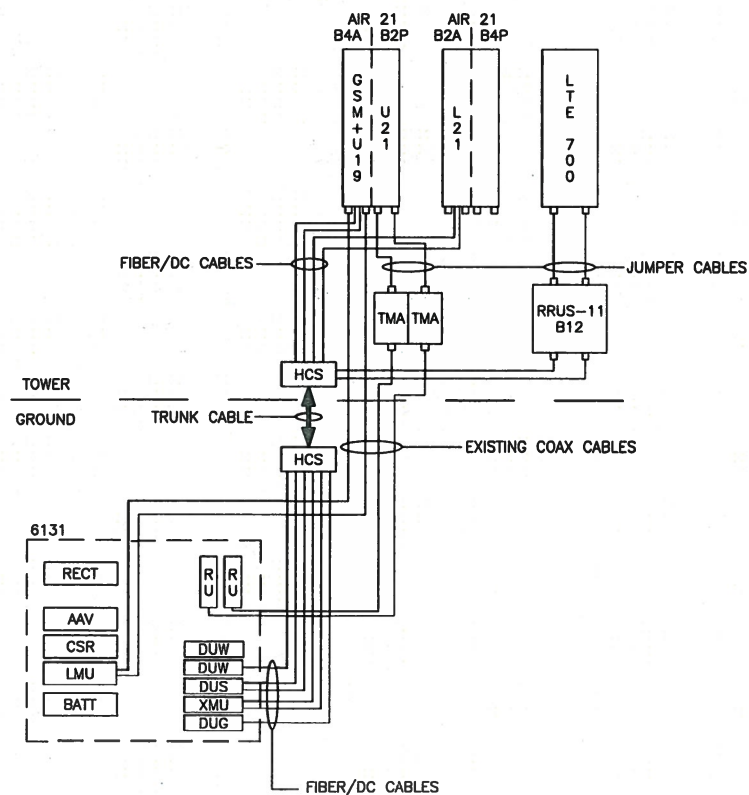 AIR 21
B4A B2P
AIR 21
B2A B4P
GSM+U19
U21
L21
LTE 700
FIBER/DC CABLES
JUMPER CABLES
TMA
TMA
RRUS-11
B12
HCS
TOWER
GROUND
TRUNK CABLE
HCS
EXISTING COAX CABLES
6131
RECT
RU
RU
AAV
CSR
LMU
BATT
DUW
DUW
DUS
XMU
DUG
FIBER/DC CABLES